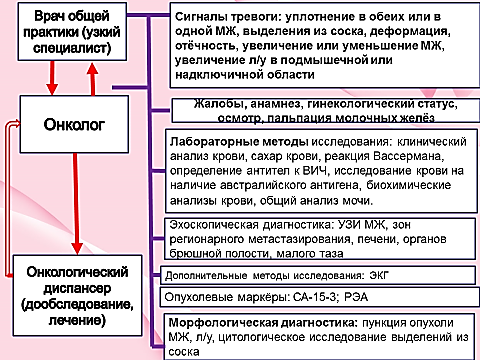 Врач общей
практики (узкий
специалист)
Онколог
Онкологический
диспансер
(дообследование,
лечение)
Сигналы тревоги: уплотнение в обеих или в
одной МЖ, выделения из соска, деформация,
отёчность, увеличение или уменьшение МЖ,
увеличение л/у в подмышечной или
надключичной области
Жалобы, анамнез, гинекологический статус,
осмотр, пальпация молочных желёз
Лабораторные методы исследования: клинический
анализ крови, сахар крови, реакция Вассермана,
определение антител к ВИЧ, исследование крови на
наличие австралийского антигена, биохимические
анализы крови, общий анализ мочи.
Эхоскопическая диагностика: УЗИ МЖ, зон
регионарного метастазирования, печени, органов
брюшной полости, малого таза
Дополнительные методы исследования: ЭКГ
Опухолевые маркёры: СА-15-3; РЭА
Морфологическая диагностика: пункция опухоли
МЖ, л/у, цитологическое исследование выделений из
соска